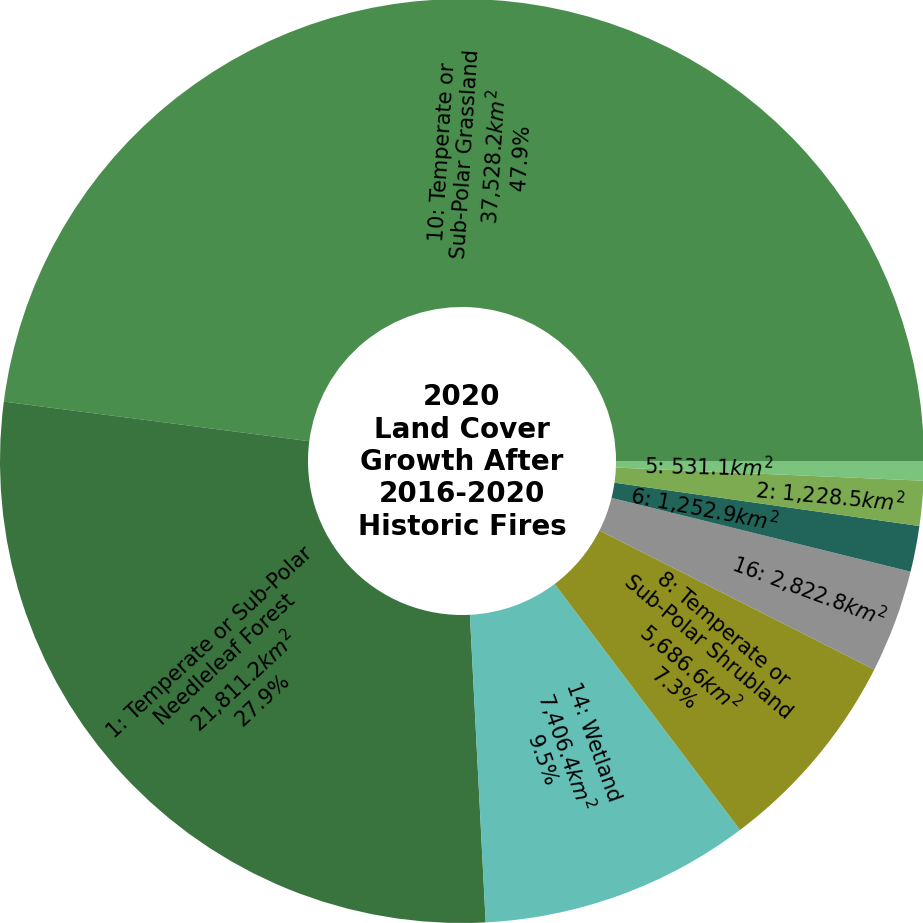 2020
Land Cover
Growth After
2016-2020
Historic Fires
10: Temperate or
Sub-Polar Grassland
37,528.2km²
47.9%
1: Temperate or Sub-Polar
Needleleaf Forest
21,811.2km²
27.9%
14: Wetland
7,406.4km²
9.5%
8: Temperate or
Sub-Polar Shrubland
5,686.6km²
7.3%
16: 2,822.8km²
6: 1,252.9km²
2: 1,228.5km²
5: 531.1km²